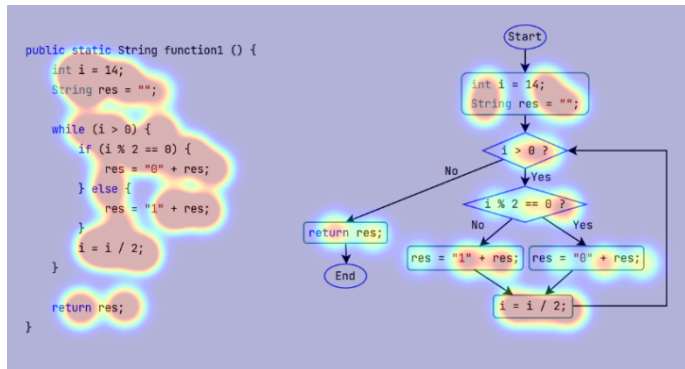 public static String function1 () {
int i = 14;
String res = "";
while (i > 0) {
if (i % 2 == 0) {
res = "0" + res;
} else {
res = "1" + res;
}
i = i / 2;
}
return res;
}
Start
int i = 14;
String res = "";
i > 0 ?
No
Yes
i % 2 == 0 ?
No
Yes
return res;
End
res = "1" + res;
res = "0" + res;
i = i / 2;